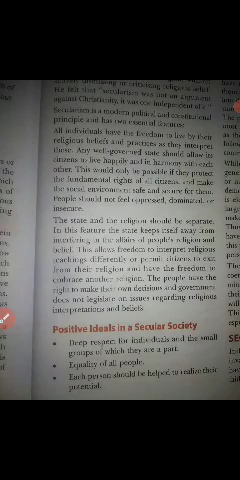 He felt that "secularism was not an argument
against Christianity, it was one independent of it."
Secularism is a modern political and constitutional
principle and has own essential features:
All individuals have the freedom to live by their
religious beliefs and practices as they interpret
these. Any well-governed state should allow its
citizens to live happily and in harmony with each
other. This would only be possible if they protect
the fundamental rights of all citizens, and make
the social environment safe and secure for them.
People should not feel oppressed, dominated, or
insecure.
The state and the religion should be separate.
In this feature the state keeps itself away from
interfering in the affairs of people's religion and
belief. This allows freedom to interpret religious
teachings differently or permit citizens to exit
from their religion and have the freedom to
embrace another religion. The people have the
right to make their own decisions and government
does not legislate on issues regarding religious
interpretations and beliefs.
Positive Ideals in a Secular Society
• Deep respect for individuals and the small
groups of which they are a part.
• Equality of all people.
• Each person should be helped to realize their
potential.